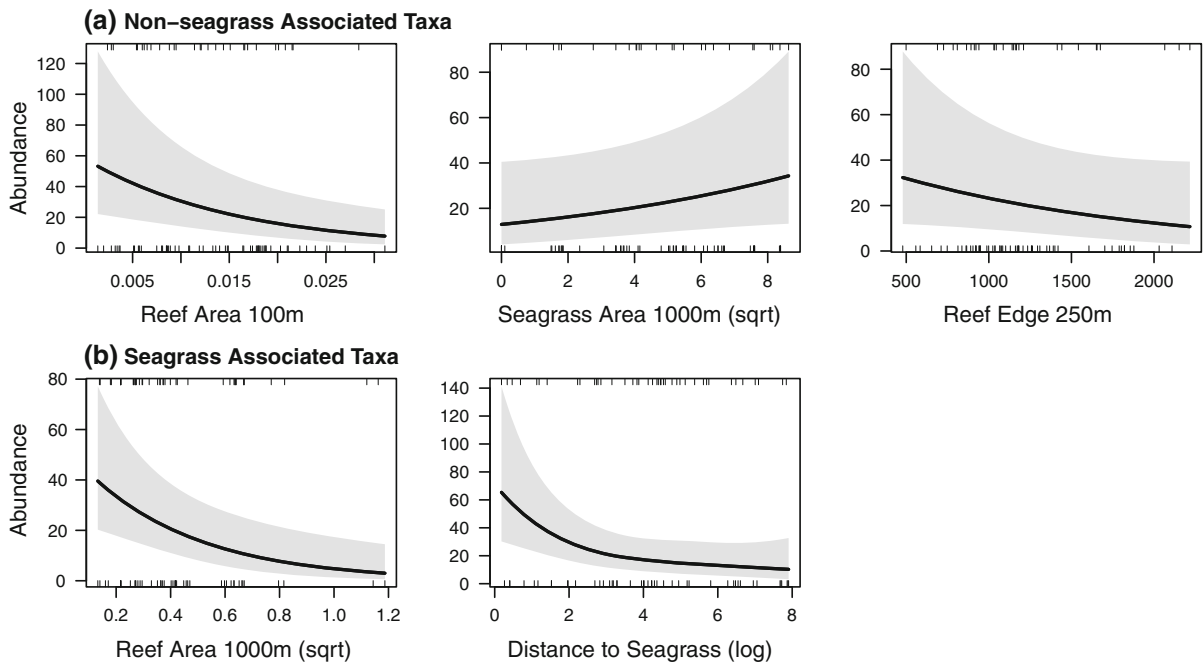 (a) Non−seagrass Associated Taxa
Abundance
120
100
80
60
40
20
0
0.005 0.015 0.025
Reef Area 100m
80
60
40
20
0 2 4 6 8
Seagrass Area 1000m (sqrt)
80
60
40
20
0
500 1000 1500 2000
Reef Edge 250m
(b) Seagrass Associated Taxa
Abundance
80
60
40
20
0
0.2 0.4 0.6 0.8 1.0 1.2
Reef Area 1000m (sqrt)
140
120
100
80
60
40
20
0
0 2 4 6 8
Distance to Seagrass (log)